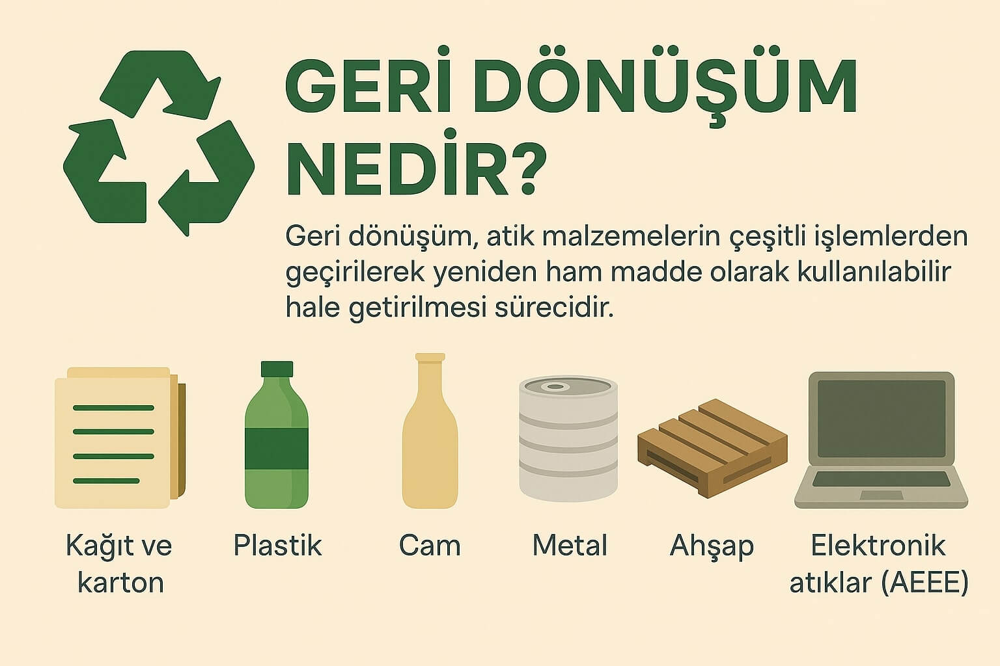 GERİ DÖNÜŞÜM
NEDİR?
Geri dönüşüm, atik malzemelerin çeşitli işlemlerden
geçirilerek yeniden ham madde olarak kullanılabilir
hale getirilmesi sürecidir.
Kağıt ve
karton
Plastik
Cam
Metal
Ahşap
Elektronik
atıklar (AEEE)